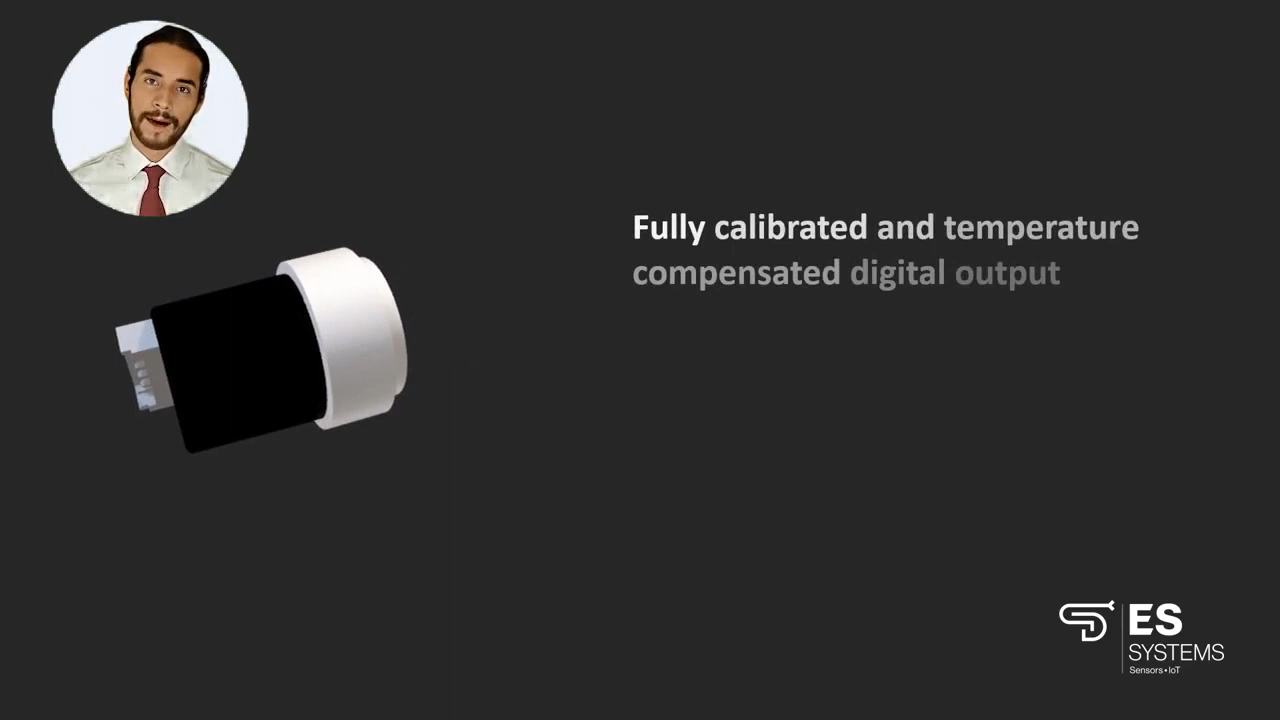 Fully calibrated and temperature
compensated digital output
ES
SYSTEMS
Sensors•IoT